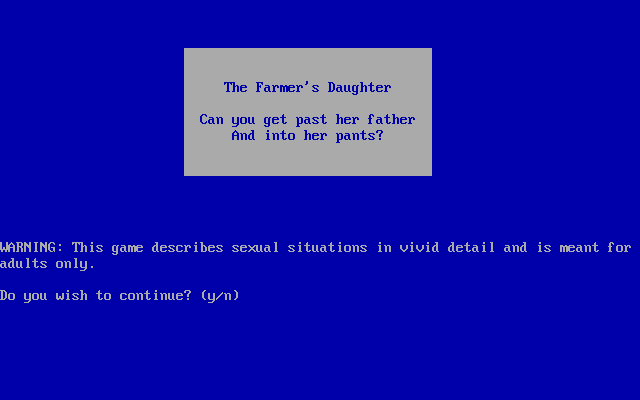 The Farmer's Daughter
Can you get past her father
And into her pants?
WARNING: This game describes sexual situations in vivid detail and is meant for
adults only.
Do you wish to continue? (y/n)